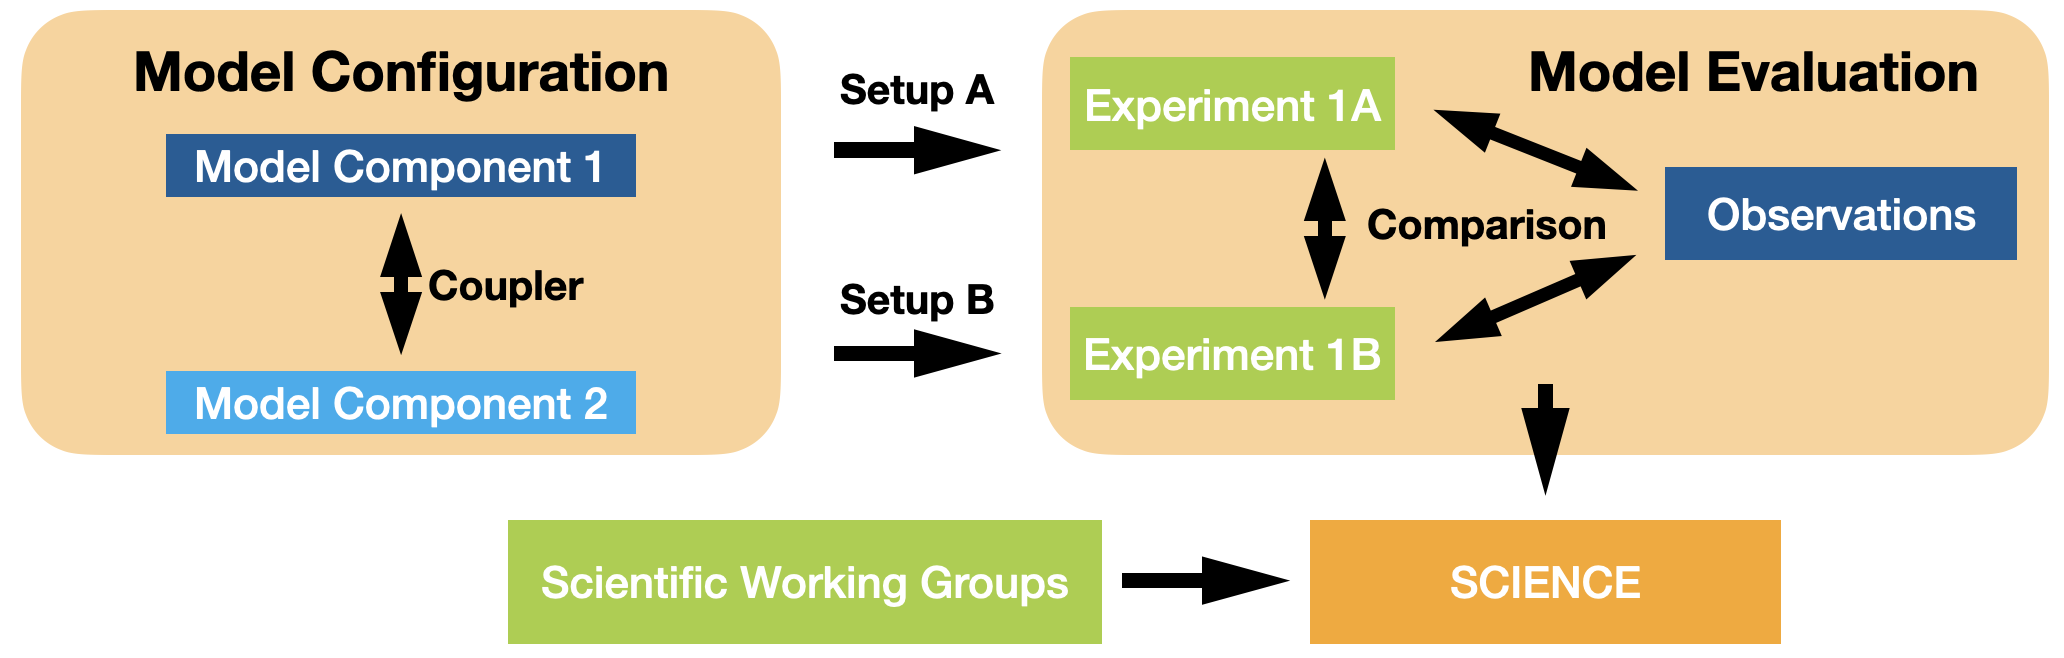 Model Configuration
Model Component 1
Coupler
Model Component 2
Setup A
Setup B
Model Evaluation
Experiment 1A
Comparison
Observations
Experiment 1B
Scientific Working Groups
SCIENCE